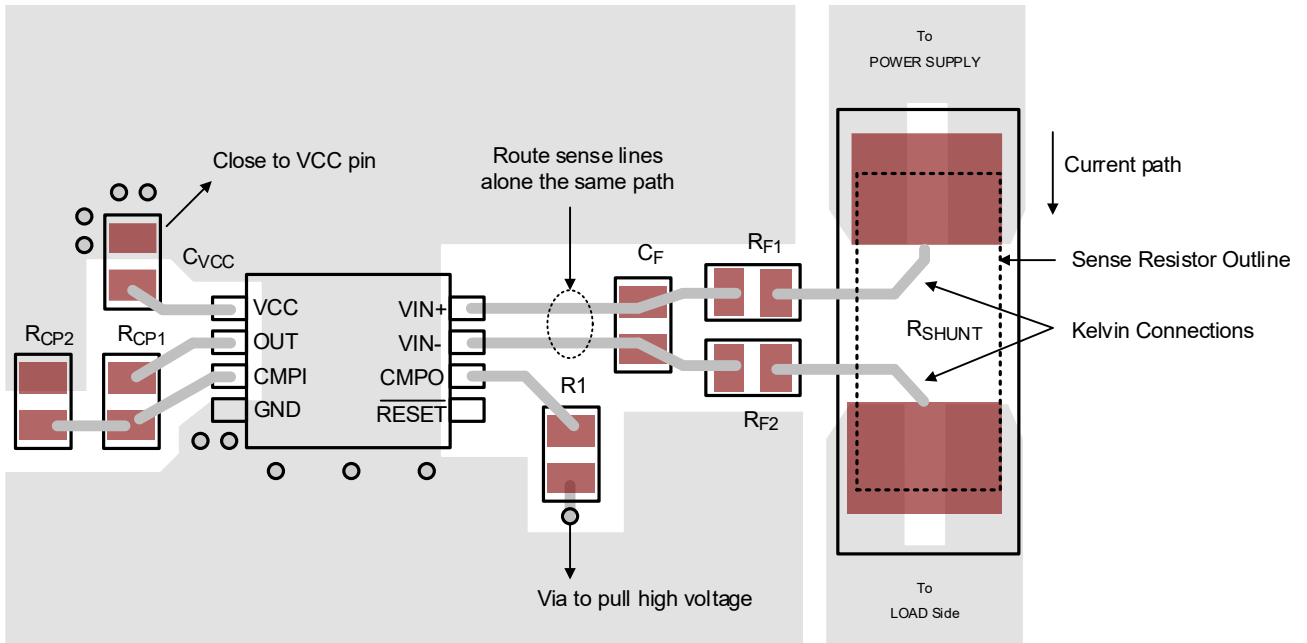 To
POWER SUPPLY
Close to VCC pin
Route sense lines
alone the same path
Current path
CVCC
CF
RF1
Sense Resistor Outline
VCC
VIN+
RCP2
RCP1
OUT
VIN-
RSHUNT
Kelvin Connections
CMPI
CMPO
R1
GND
RESET
RF2
Via to pull high voltage
To
LOAD Side